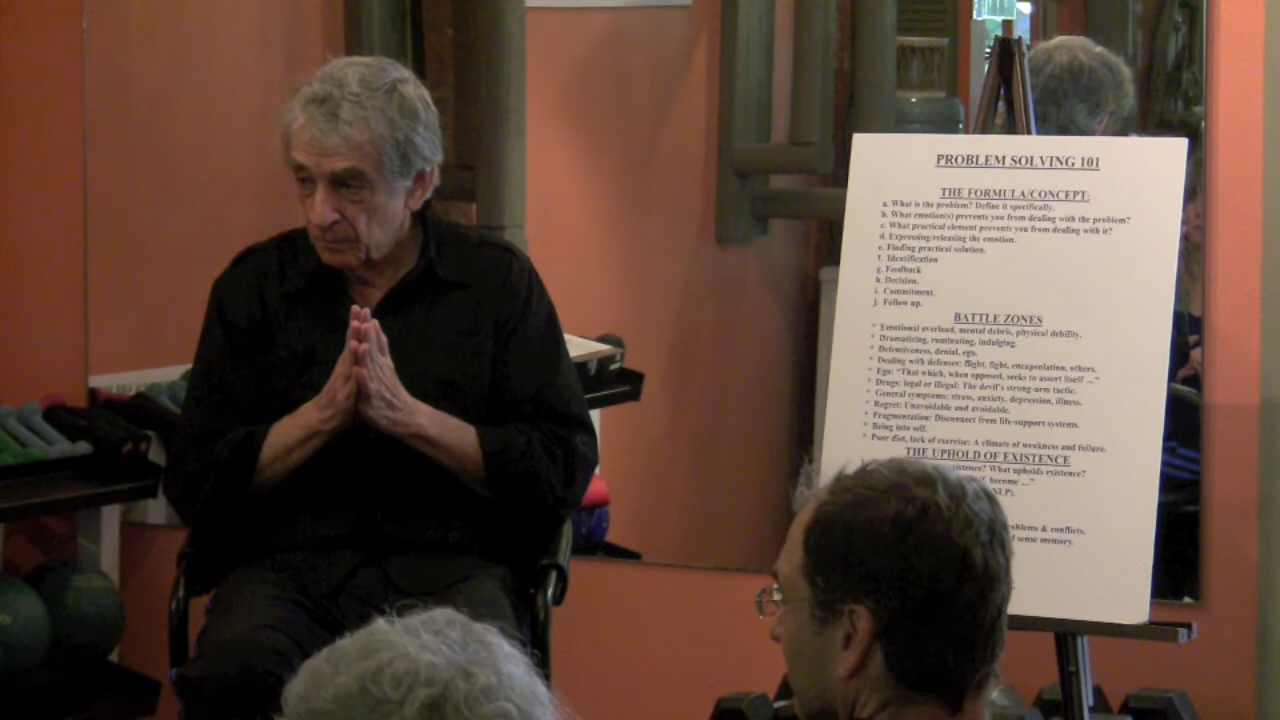 PROBLEM SOLVING 101
THE FORMULA/CONCEPT:
a. What is the problem? Define it specifically.
b. What emotion(s) prevents you from dealing with the problem?
c. What practical element prevents you from dealing with it?
d. Expressing/releasing the emotion.
e. Finding practical solution.
f. Identification
g. Feedback
h. Decision.
i. Commitment.
j. Follow up.
BATTLE ZONES
* Emotional overload, mental debris, physical debility.
* Dramatizing, ruminating, indulging.
* Defensiveness, denial, ego.
* Dealing with defenses: flight, fight, encapsulation, others.
* Ego: "That which, when opposed, seeks to assert itself ..."
* Drugs: legal or illegal: The devil's strong-arm tactic.
* General symptoms: stress, anxiety, depression, illness.
* Regret: Unavoidable and avoidable.
* Fragmentation: Disconnect from life-support systems.
* Being into self.
* Poor diet, lack of exercise: A climate of weakness and failure.
THE UPHOLD OF EXISTENCE
existence? What upholds existence?
become ..."
NLP).
problems & conflicts.
sense memory.